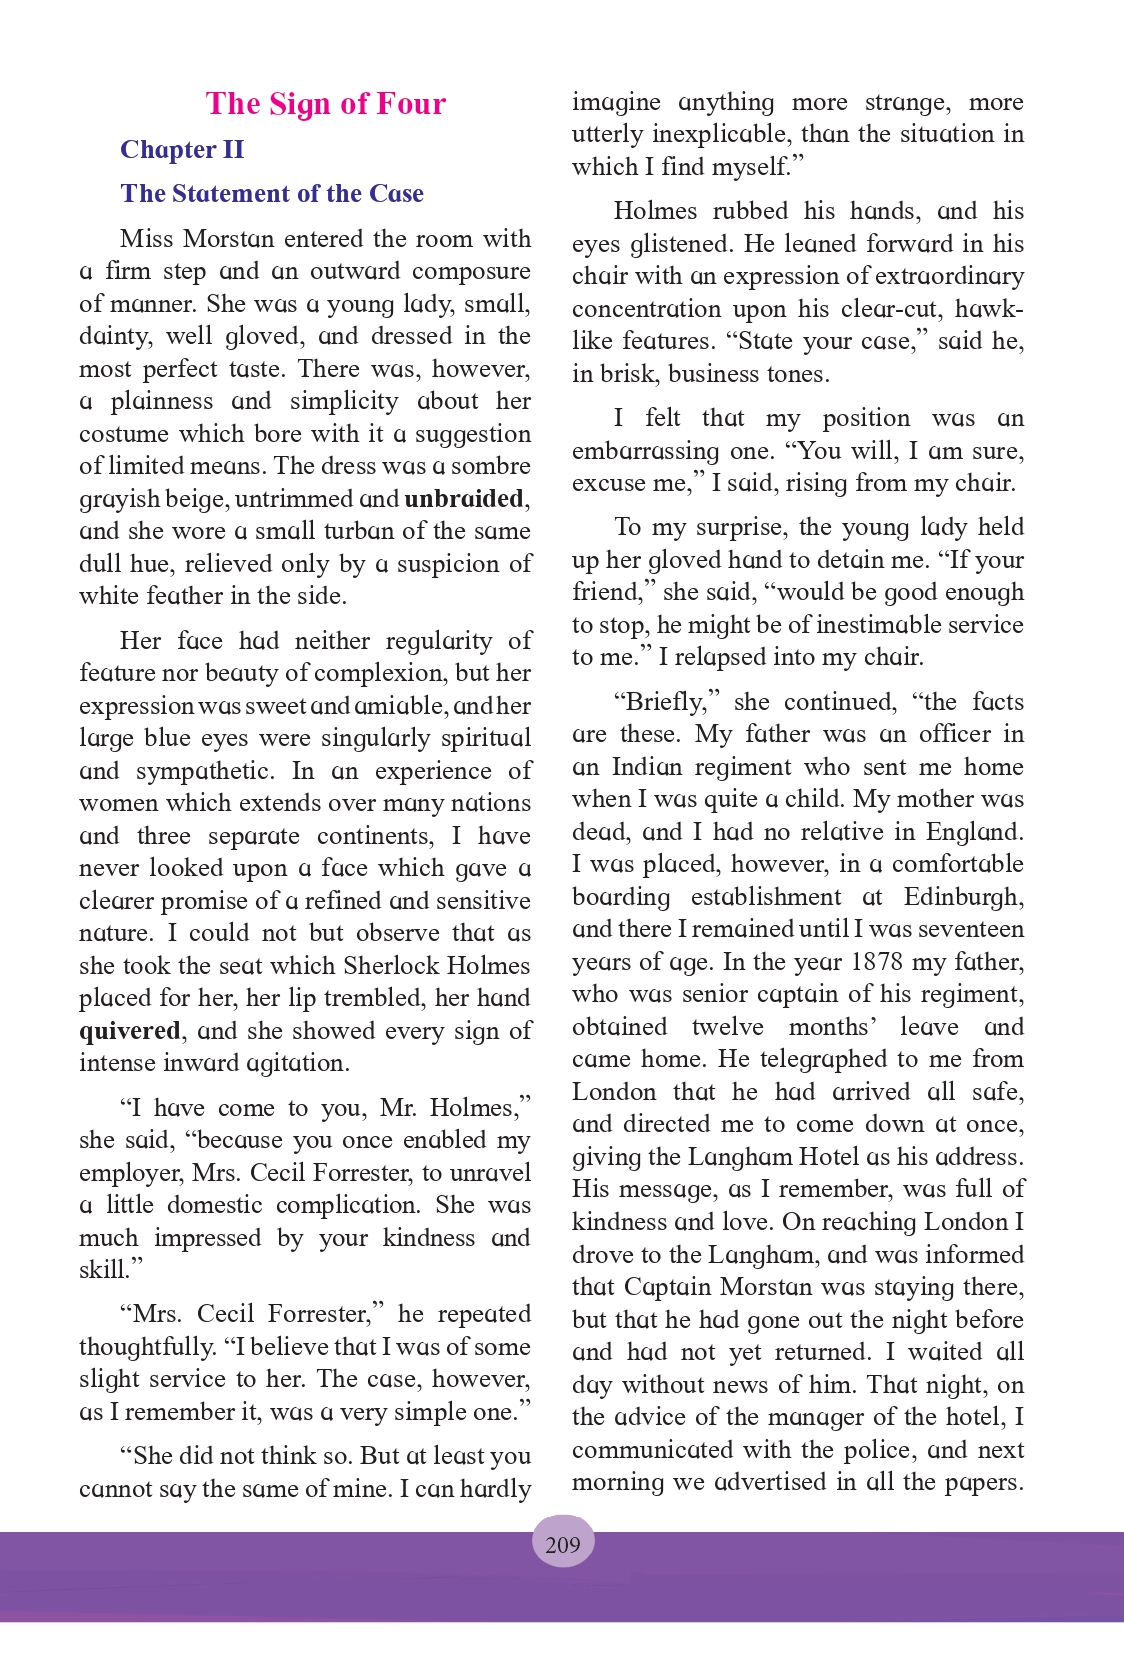 The Sign of Four
Chapter II
The Statement of the Case
Miss Morstan entered the room with
a firm step and an outward composure
of manner. She was a young lady, small,
dainty, well gloved, and dressed in the
most perfect taste. There was, however,
a plainness and simplicity about her
costume which bore with it a suggestion
of limited means. The dress was a sombre
grayish beige, untrimmed and unbraided,
and she wore a small turban of the same
dull hue, relieved only by a suspicion of
white feather in the side.
Her face had neither regularity of
feature nor beauty of complexion, but her
expression was sweet and amiable, and her
large blue eyes were singularly spiritual
and sympathetic. In an experience of
women which extends over many nations
and three separate continents, I have
never looked upon a face which gave a
clearer promise of a refined and sensitive
nature. I could not but observe that as
she took the seat which Sherlock Holmes
placed for her, her lip trembled, her hand
quivered, and she showed every sign of
intense inward agitation.
“I have come to you, Mr. Holmes,”
she said, “because you once enabled my
employer, Mrs. Cecil Forrester, to unravel
a little domestic complication. She was
much impressed by your kindness and
skill.”
“Mrs. Cecil Forrester,” he repeated
thoughtfully. “I believe that I was of some
slight service to her. The case, however,
as I remember it, was a very simple one.”
“She did not think so. But at least you
cannot say the same of mine. I can hardly
imagine anything more strange, more
utterly inexplicable, than the situation in
which I find myself.”
Holmes rubbed his hands, and his
eyes glistened. He leaned forward in his
chair with an expression of extraordinary
concentration upon his clear-cut, hawk-
like features. “State your case,” said he,
in brisk, business tones.
I felt that my position was an
embarrassing one. “You will, I am sure,
excuse me,” I said, rising from my chair.
To my surprise, the young lady held
up her gloved hand to detain me. “If your
friend,” she said, “would be good enough
to stop, he might be of inestimable service
to me.” I relapsed into my chair.
“Briefly,” she continued, “the facts
are these. My father was an officer in
an Indian regiment who sent me home
when I was quite a child. My mother was
dead, and I had no relative in England.
I was placed, however, in a comfortable
boarding establishment at Edinburgh,
and there I remained until I was seventeen
years of age. In the year 1878 my father,
who was senior captain of his regiment,
obtained twelve months’ leave and
came home. He telegraphed to me from
London that he had arrived all safe,
and directed me to come down at once,
giving the Langham Hotel as his address.
His message, as I remember, was full of
kindness and love. On reaching London I
drove to the Langham, and was informed
that Captain Morstan was staying there,
but that he had gone out the night before
and had not yet returned. I waited all
day without news of him. That night, on
the advice of the manager of the hotel, I
communicated with the police, and next
morning we advertised in all the papers.
209